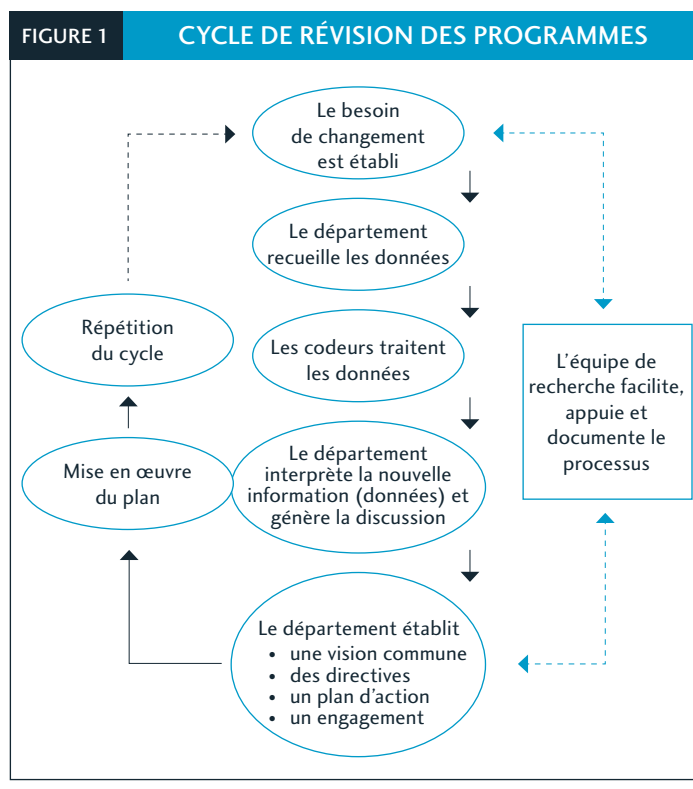 FIGURE 1
CYCLE DE RÉVISION DES PROGRAMMES
Le besoin
de changement
est établi
Le département
recueille les données
Les codeurs traitent
les données
Le département
interprète la nouvelle
information (données) et
génère la discussion
Le département établit
• une vision commune
• des directives
• un plan d'action
• un engagement
Mise en œuvre
du plan
Répétition
du cycle
L'équipe de
recherche facilite,
appuie et
documente le
processus